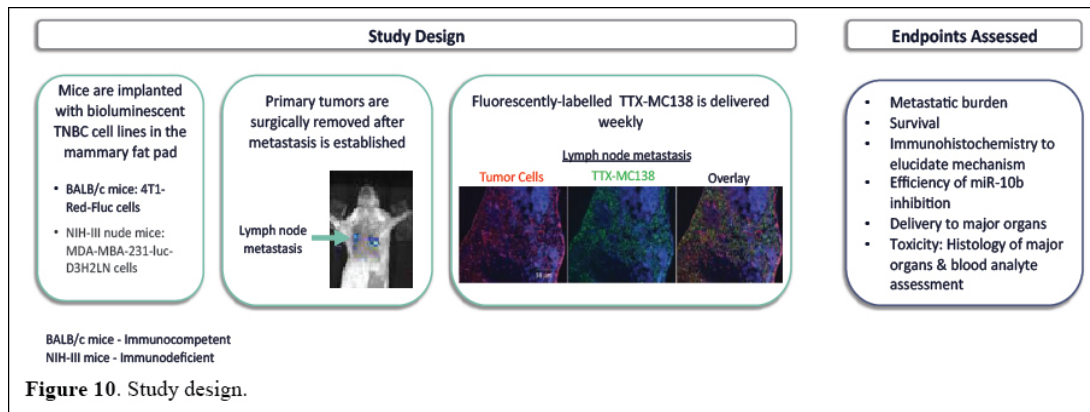 Study Design
Endpoints Assessed
Mice are implanted
with bioluminescent
TNBC cell lines in the
mammary fat pad
• BALB/c mice: 4T1-
Red-Fluc cells
• NIH-III nude mice:
MDA-MBA-231-luc-
D3H2LN cells
Primary tumors are
surgically removed after
metastasis is established
Lymph node
metastasis
Fluorescently-labelled TTX-MC138 is delivered
weekly
Lymph node metastasis
Tumor Cells TTX-MC138 Overlay
• Metastatic burden
• Survival
• Immunohistochemistry to
elucidate mechanism
• Efficiency of miR-10b
inhibition
• Delivery to major organs
• Toxicity: Histology of major
organs & blood analyte
assessment
BALB/c mice - Immunocompetent
NIH-III mice - Immunodeficient
Figure 10. Study design.